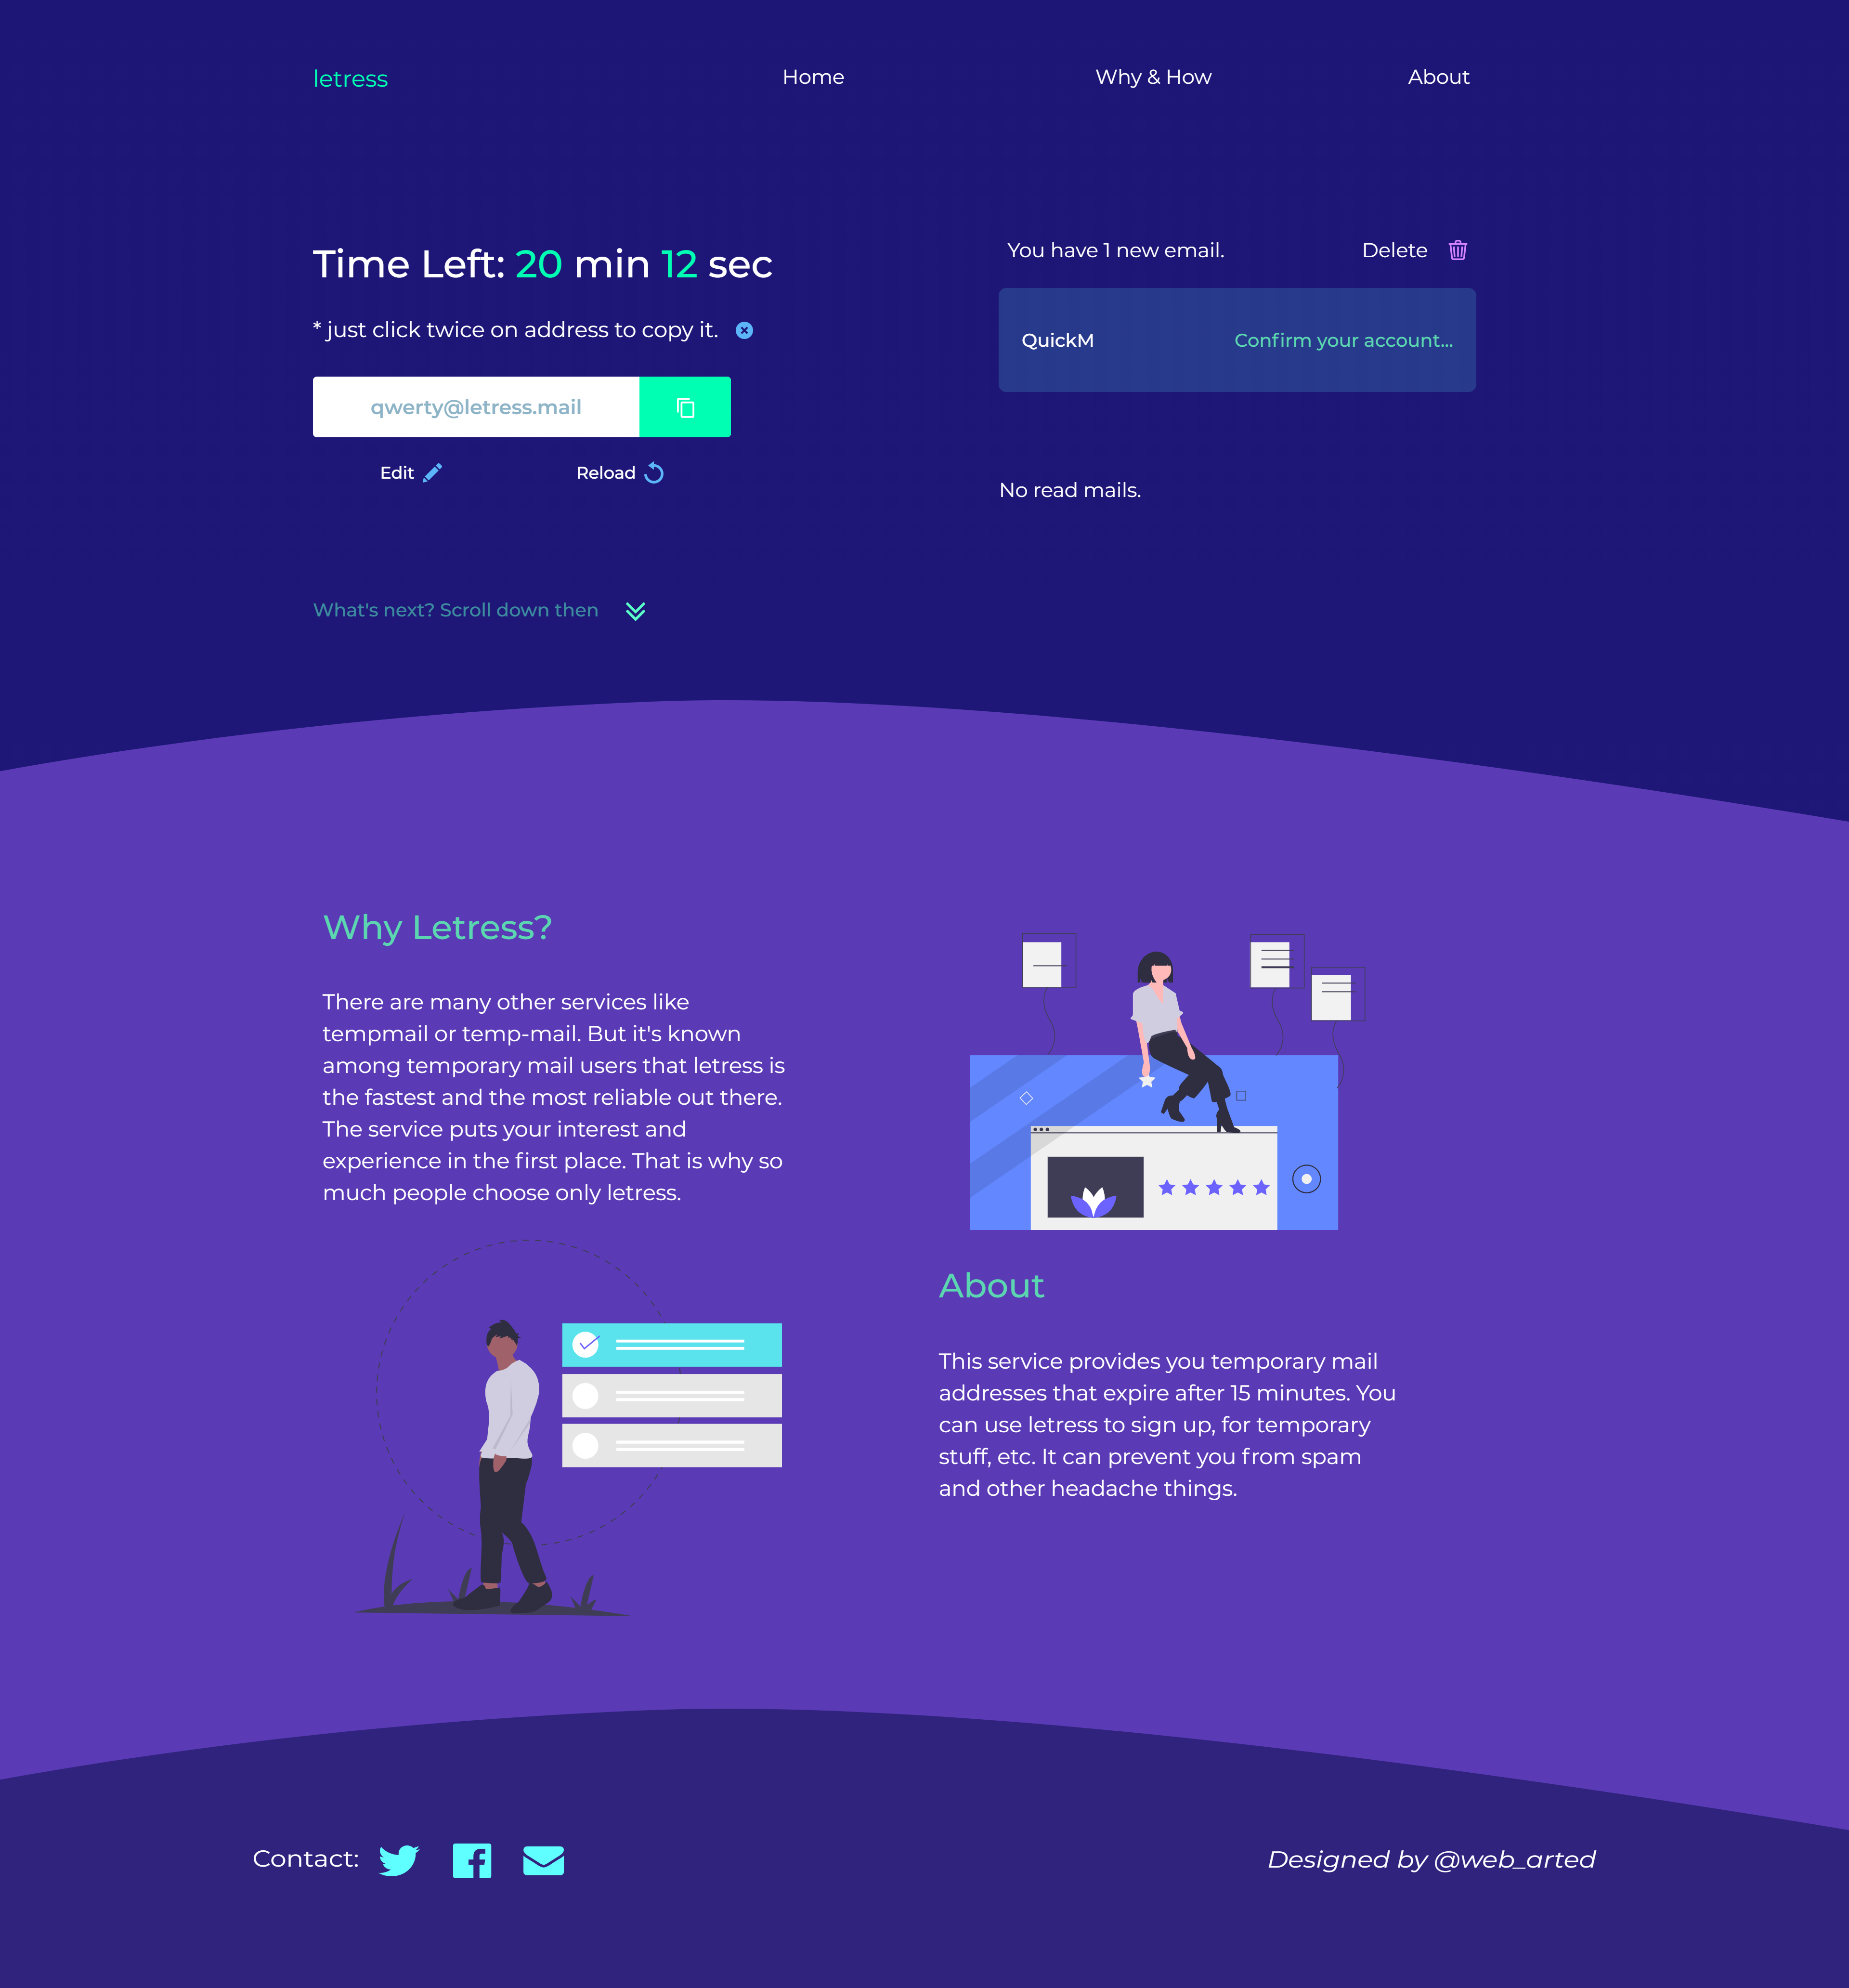 letress
Home
Why & How
About
Time Left: 20 min 12 sec
* just click twice on address to copy it.
qwerty@letress.mail
Edit
Reload
What's next? Scroll down then
You have 1 new email.
Delete
QuickM
Confirm your account...
No read mails.
Why Letress?
There are many other services like
tempmail or temp-mail. But it's known
among temporary mail users that letress is
the fastest and the most reliable out there.
The service puts your interest and
experience in the first place. That is why so
much people choose only letress.
About
This service provides you temporary mail
addresses that expire after 15 minutes. You
can use letress to sign up, for temporary
stuff, etc. It can prevent you from spam
and other headache things.
Contact:
Designed by @web_arted